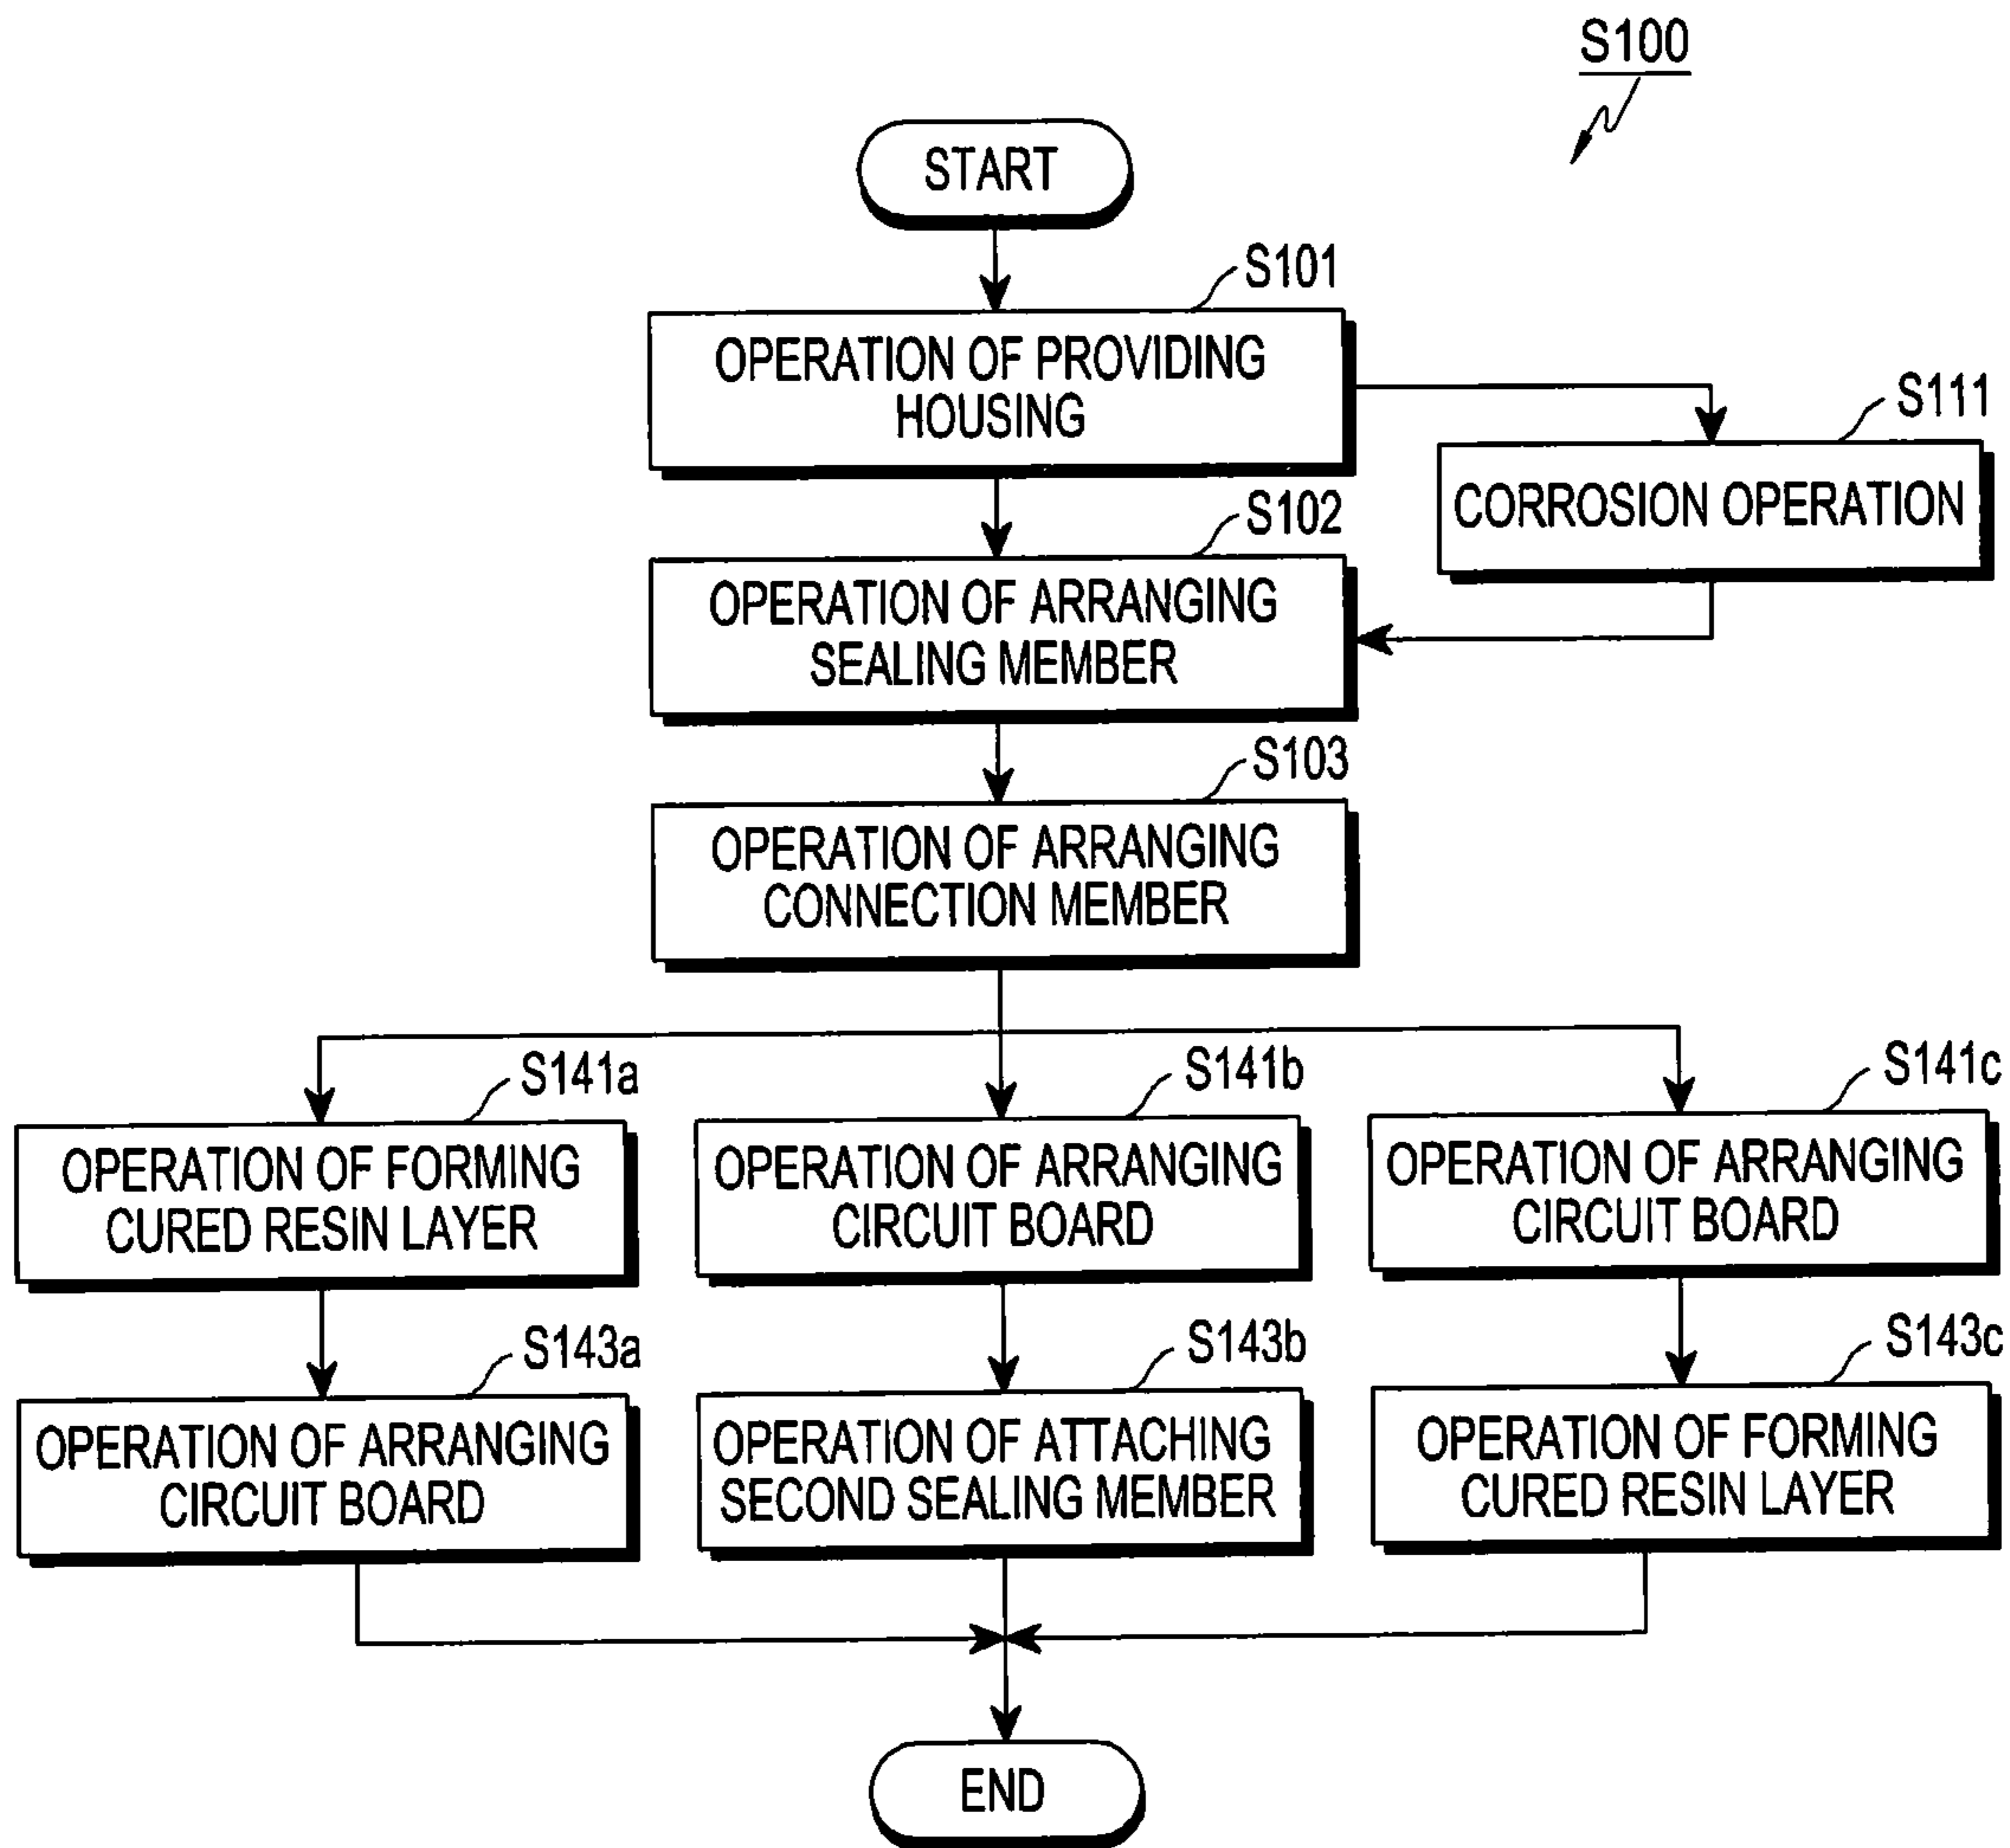 S100
START
S101
OPERATION OF PROVIDING
HOUSING
S111
CORROSION OPERATION
S102
OPERATION OF ARRANGING
SEALING MEMBER
S103
OPERATION OF ARRANGING
CONNECTION MEMBER
S141a
OPERATION OF FORMING
CURED RESIN LAYER
S141b
OPERATION OF ARRANGING
CIRCUIT BOARD
S141c
OPERATION OF ARRANGING
CIRCUIT BOARD
S143a
OPERATION OF ARRANGING
CIRCUIT BOARD
S143b
OPERATION OF ATTACHING
SECOND SEALING MEMBER
S143c
OPERATION OF FORMING
CURED RESIN LAYER
END